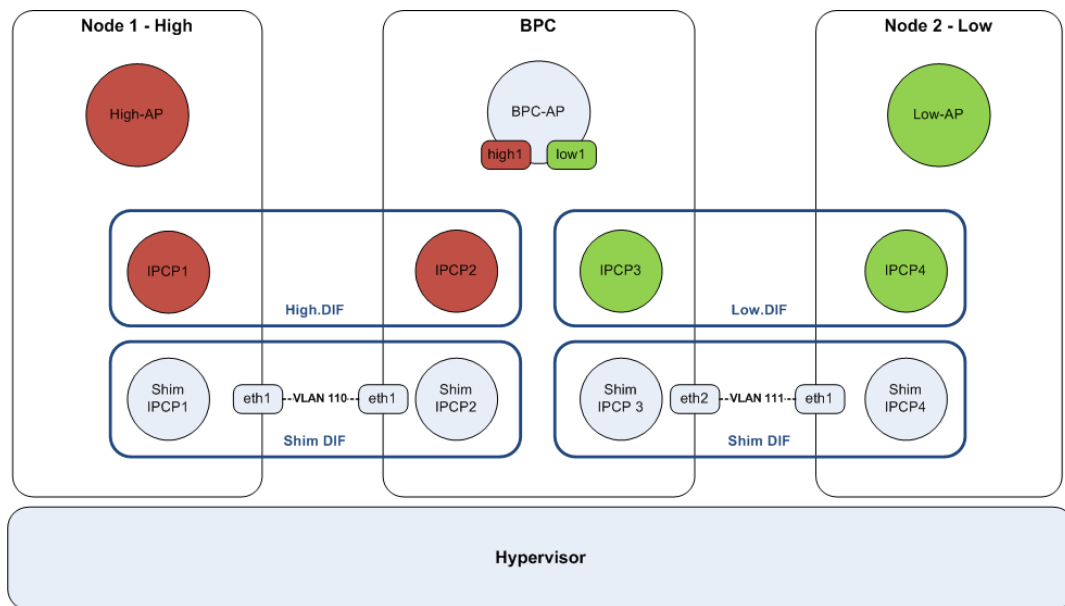 Node 1 - High
BPC
Node 2 - Low
High-AP
BPC-AP
Low-AP
high1
low1
IPCP1
IPCP2
IPCP3
IPCP4
High.DIF
Low.DIF
Shim
IPCP1
eth1
VLAN 110
eth1
Shim
IPCP2
Shim
IPCP 3
eth2
VLAN 111
eth1
Shim
IPCP4
Shim DIF
Shim DIF
Hypervisor